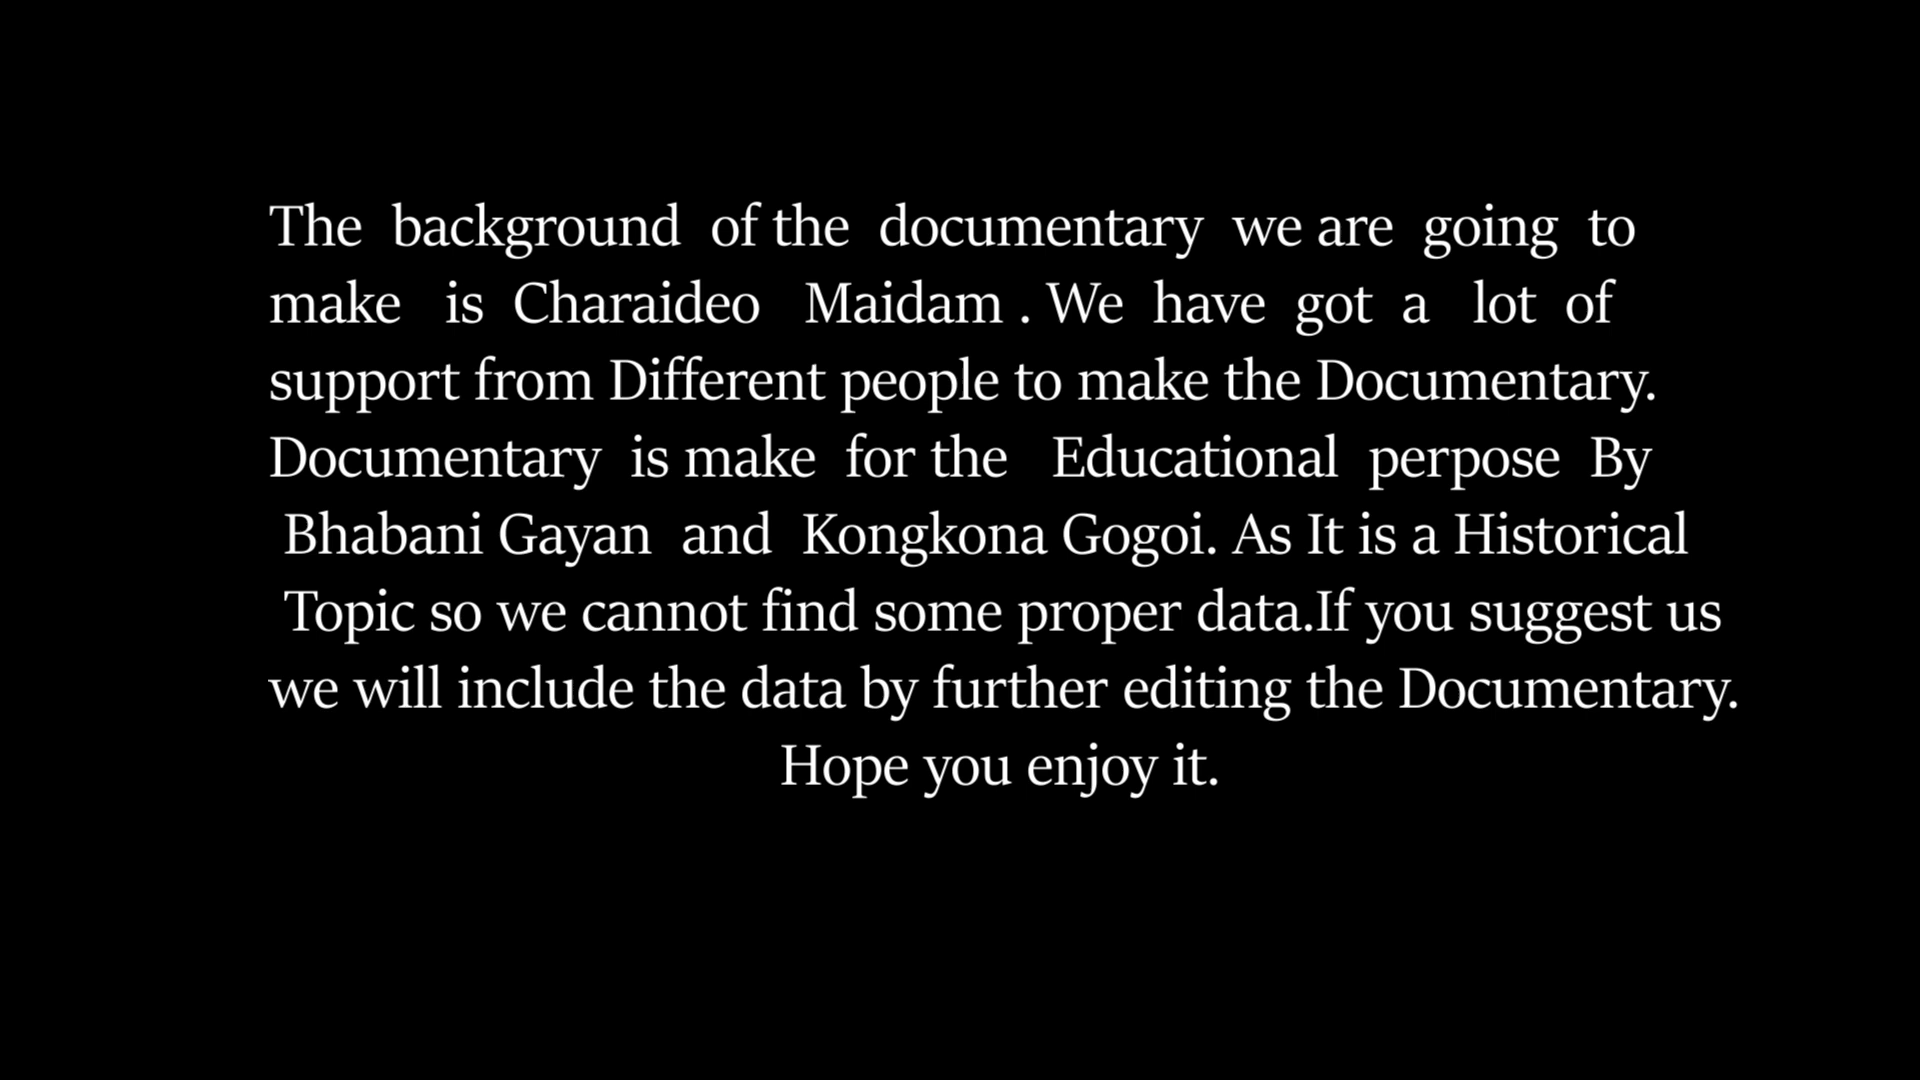 The background of the documentary we are going to
make is Charaideo Maidam . We have got a lot of
support from Different people to make the Documentary.
Documentary is make for the Educational perpose By
Bhabani Gayan and Kongkona Gogoi. As It is a Historical
Topic so we cannot find some proper data.If you suggest us
we will include the data by further editing the Documentary.
Hope you enjoy it.